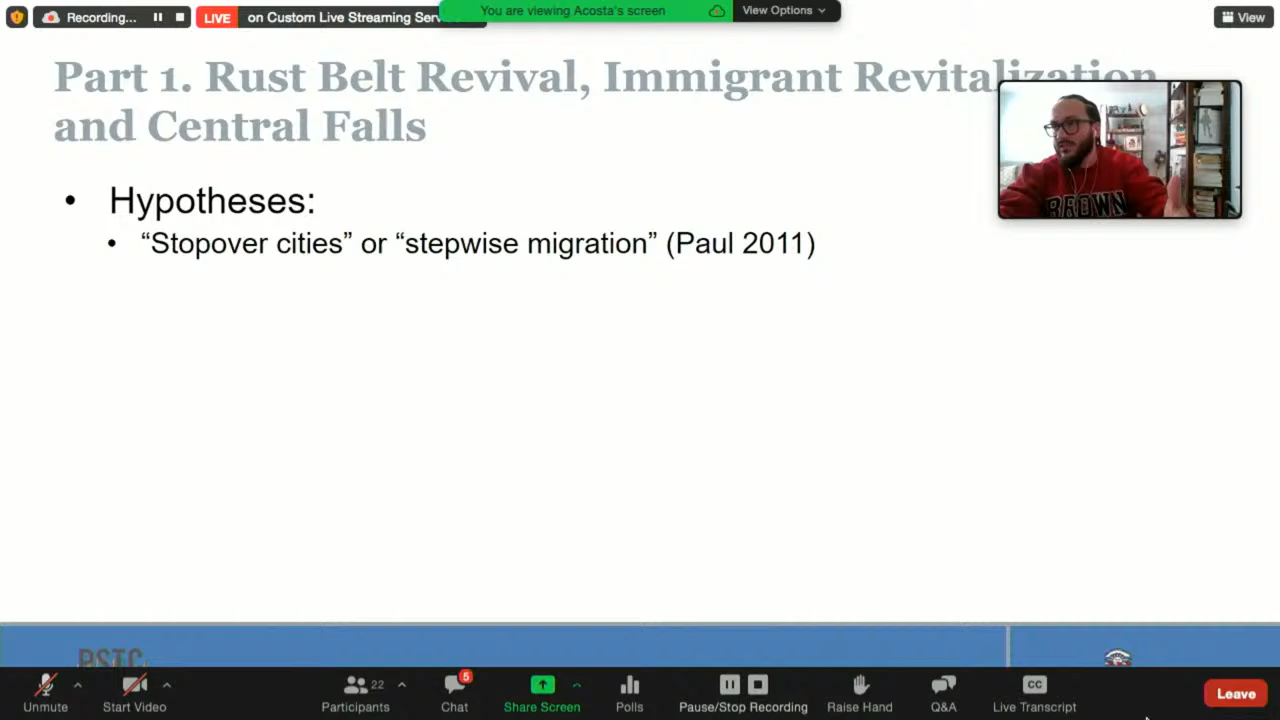 Recording...
LIVE
on Custom Live Streaming Serv
You are viewing Acosta's screen
View Options
View
Part 1. Rust Belt Revival, Immigrant Revitalization
and Central Falls
BROWN
• Hypotheses:
• “Stopover cities” or “stepwise migration” (Paul 2011)
PSTC
Unmute
Start Video
22
Participants
5
Chat
Share Screen
Polls
Pause/Stop Recording
Raise Hand
Q&A
CC
Live Transcript
Leave